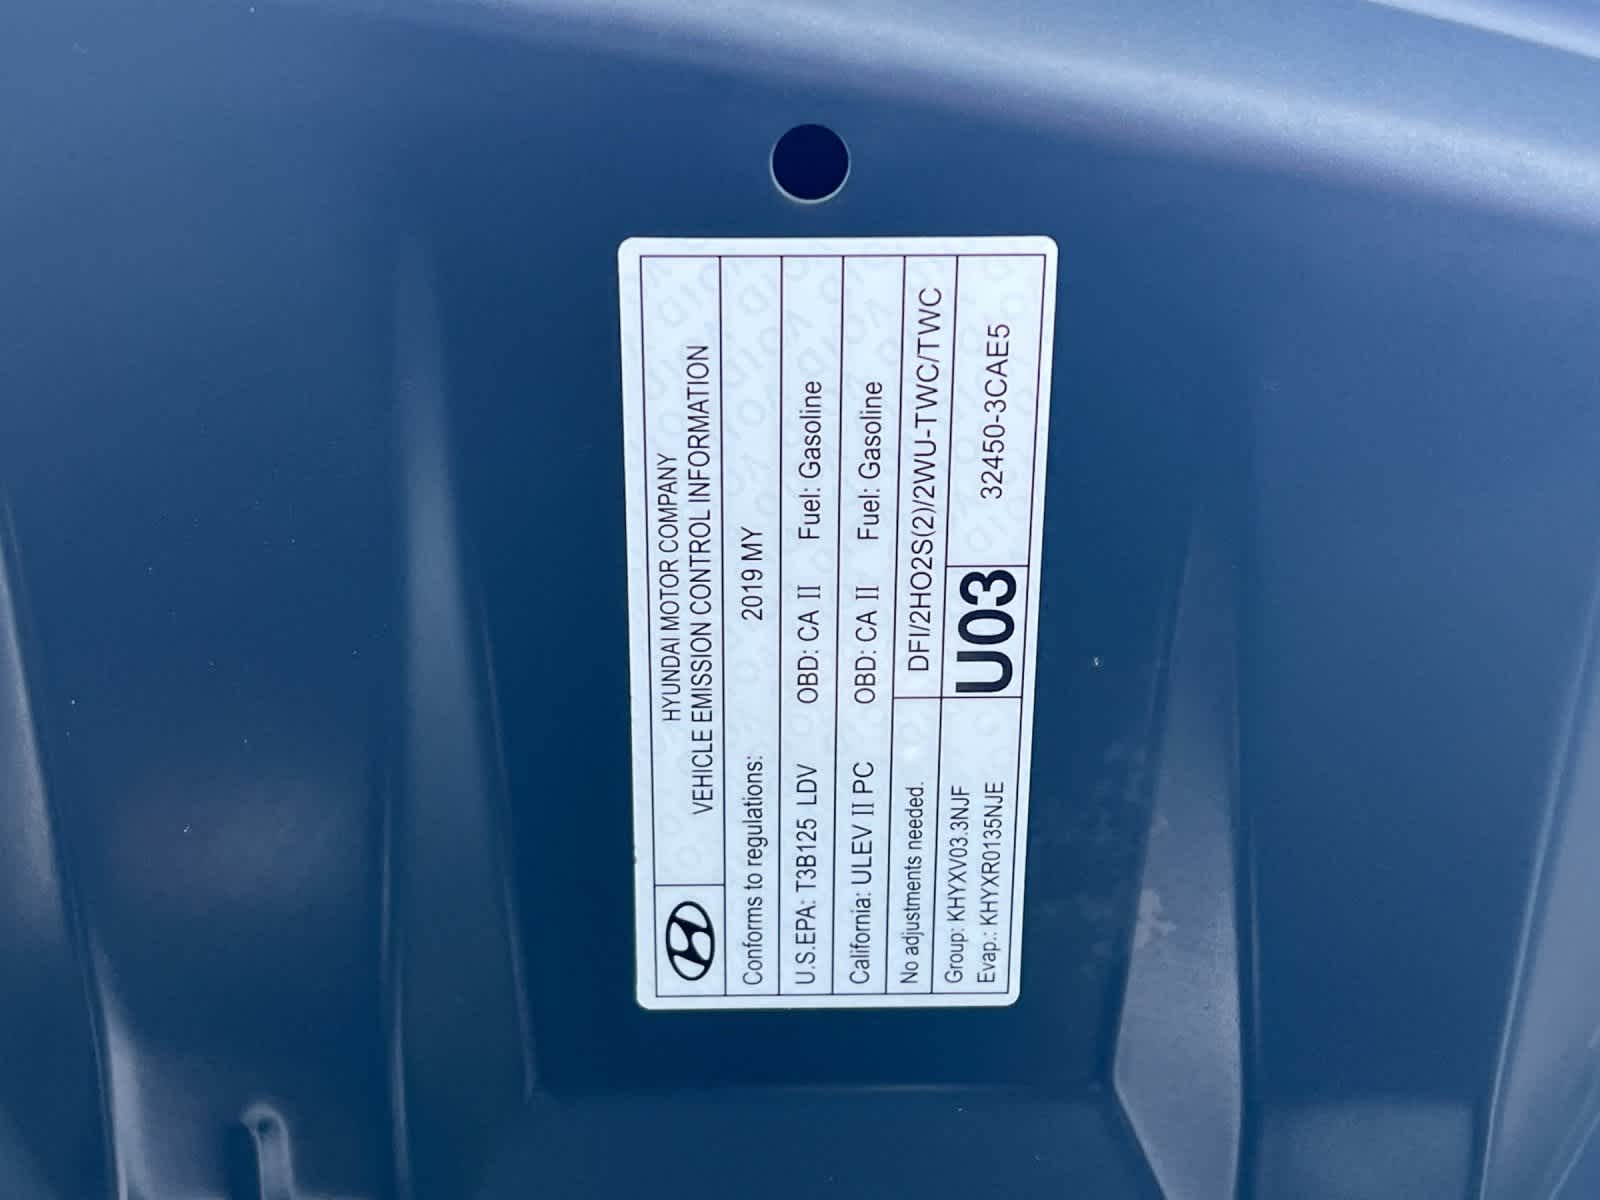 HYUNDAI MOTOR COMPANY
VEHICLE EMISSION CONTROL INFORMATION
Conforms to regulations: 2019 MY
U.S.EPA: T3B125 LDV OBD: CA II Fuel: Gasoline
California: ULEV II PC OBD: CA II Fuel: Gasoline
No adjustments needed. DFI/2HO2S(2)/2WU-TWC/TWC
Group: KHYXV03.3NJF
Evap.: KHYXR0135NJE
U03
32450-3CAE5